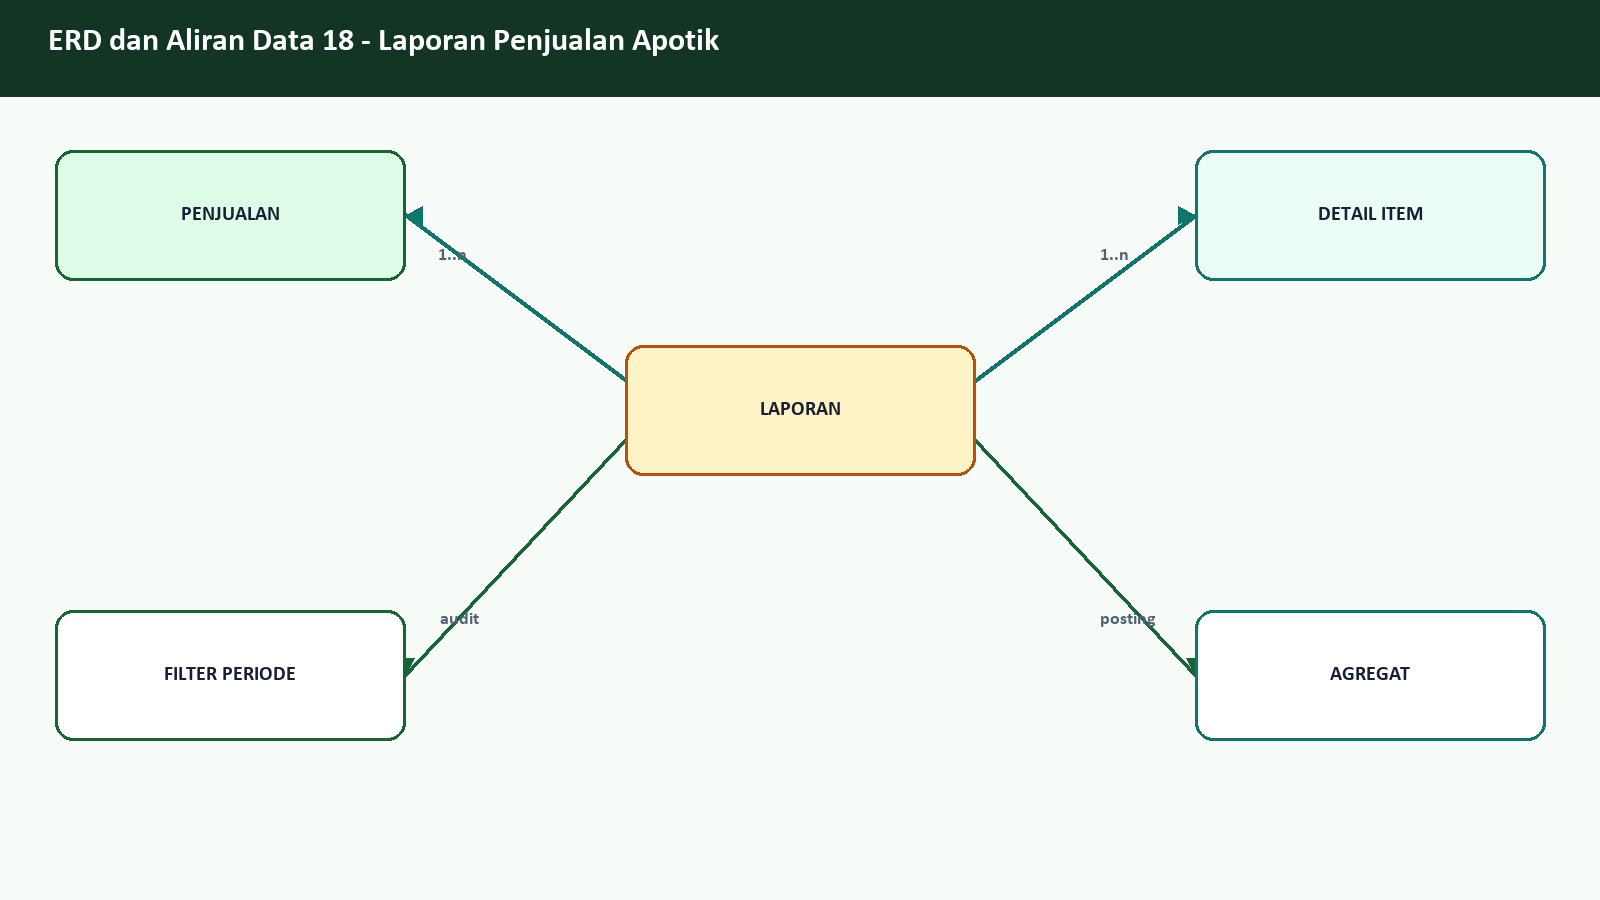 ERD dan Aliran Data 18 - Laporan Penjualan Apotik
PENJUALAN
DETAIL ITEM
1..n
1..n
LAPORAN
audit
posting
FILTER PERIODE
AGREGAT